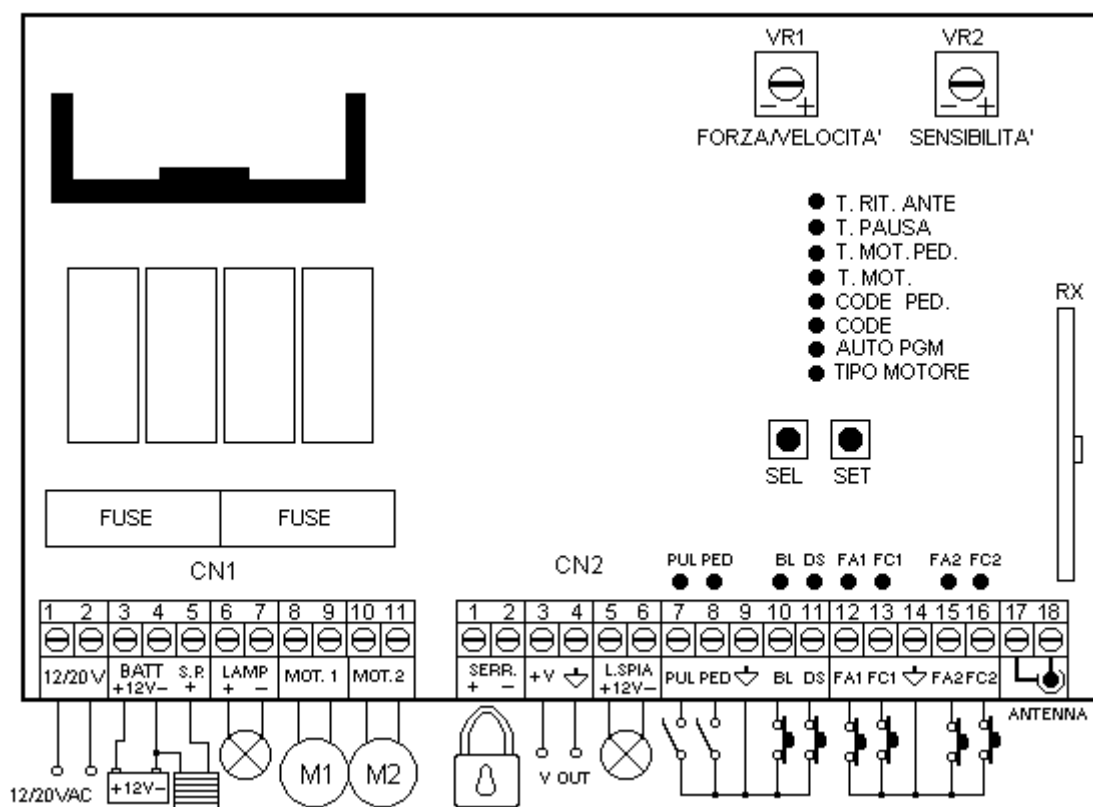 VR1 VR2
− + − +
FORZA/VELOCITA' SENSIBILITA'
T. RIT. ANTE
T. PAUSA
T. MOT. PED.
T. MOT.
CODE PED.
CODE
AUTO PGM
TIPO MOTORE
RX
SEL SET
FUSE FUSE
CN1 CN2
PUL PED BL DS FA1 FC1 FA2 FC2
1 2 3 4 5 6 7 8 9 10 11
1 2 3 4 5 6 7 8 9 10 11 12 13 14 15 16 17 18
12/20 V BATT S.P. LAMP MOT. 1 MOT. 2
+12V− + + −
SERR. +V L.SPIA PUL PED BL DS FA1 FC1 FA2 FC2
+ − +12V−
ANTENNA
12/20VAC +12V− M1 M2 V OUT